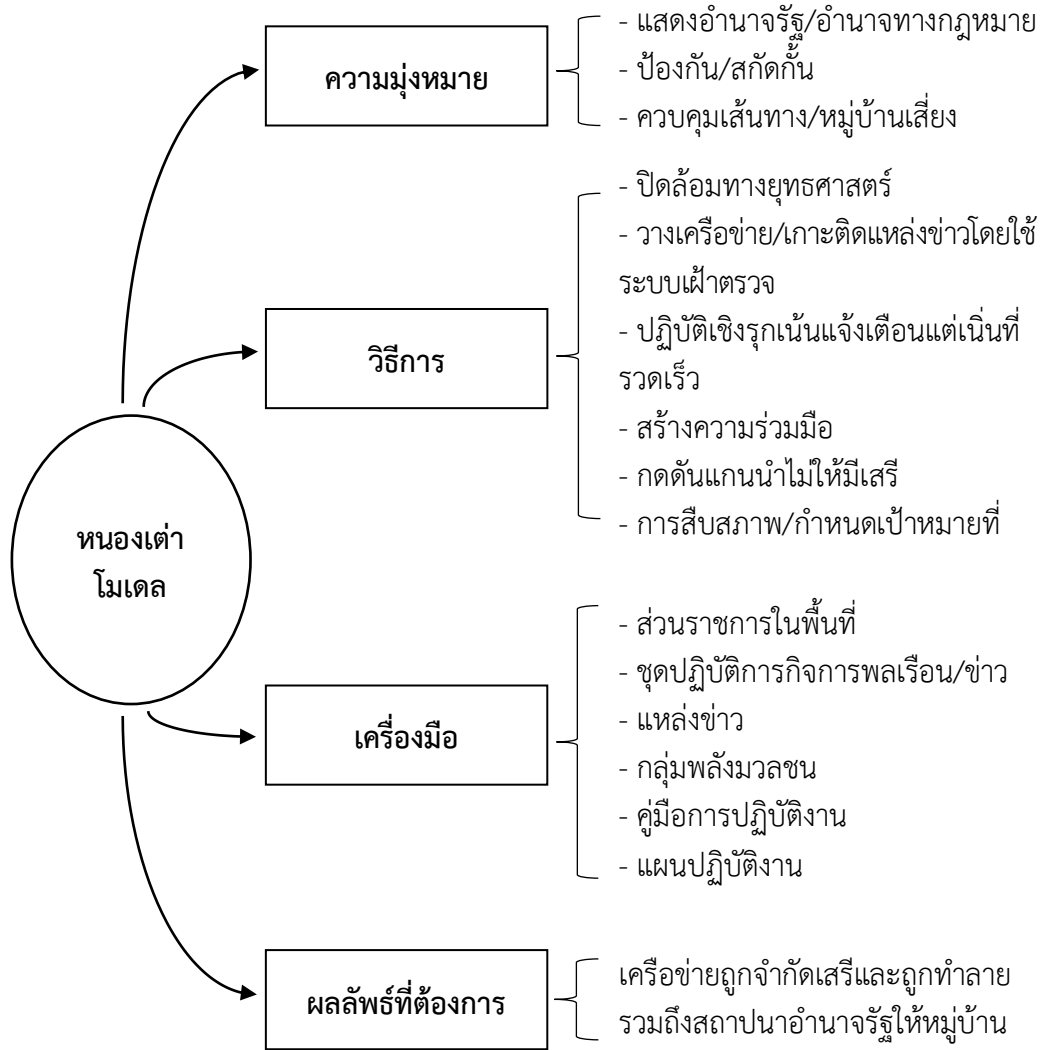 ความมุ่งหมาย
- แสดงอำนาจรัฐ/อำนาจทางกฎหมาย
- ป้องกัน/สกัดกั้น
- ควบคุมเส้นทาง/หมู่บ้านเสี่ยง
วิธีการ
- ปิดล้อมทางยุทธศาสตร์
- วางเครือข่าย/เกาะติดแหล่งข่าวโดยใช้
ระบบเฝ้าตรวจ
- ปฏิบัติเชิงรุกเน้นแจ้งเตือนแต่เนิ่นที่
รวดเร็ว
- สร้างความร่วมมือ
- กดดันแกนนำไม่ให้มีเสรี
- การสืบสภาพ/กำหนดเป้าหมายที่
หนองเต่า
โมเดล
เครื่องมือ
- ส่วนราชการในพื้นที่
- ชุดปฏิบัติการกิจการพลเรือน/ข่าว
- แหล่งข่าว
- กลุ่มพลังมวลชน
- คู่มือการปฏิบัติงาน
- แผนปฏิบัติงาน
ผลลัพธ์ที่ต้องการ
เครือข่ายถูกจำกัดเสรีและถูกทำลาย
รวมถึงสถาปนาอำนาจรัฐให้หมู่บ้าน